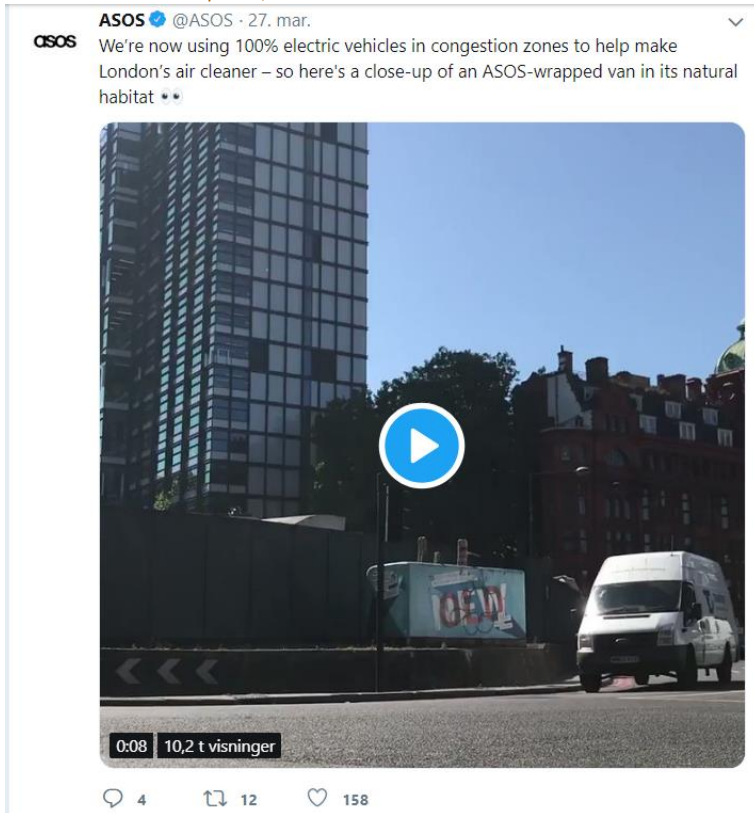 ASOS @ASOS · 27. mar.
asos
We're now using 100% electric vehicles in congestion zones to help make
London's air cleaner – so here's a close-up of an ASOS-wrapped van in its natural
habitat 👀
0:08 10,2 t visninger
4 12 158